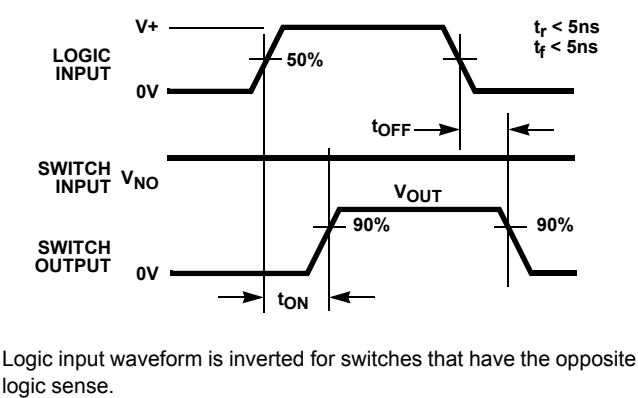 V+
LOGIC
INPUT
50%
0V
tr < 5ns
tf < 5ns
tOFF
SWITCH
INPUT
VNO
VOUT
90%
90%
SWITCH
OUTPUT
0V
tON
Logic input waveform is inverted for switches that have the opposite
logic sense.